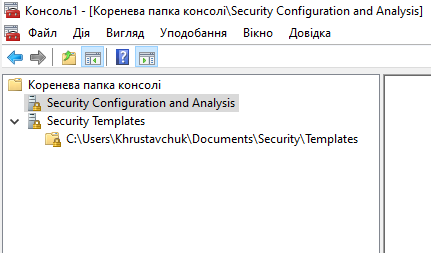 Консоль1 - [Коренева папка консолі\Security Configuration and Analysis]
Файл Дія Вигляд Уподобання Вікно Довідка
Коренева папка консолі
Security Configuration and Analysis
Security Templates
C:\Users\Khrustavchuk\Documents\Security\Templates